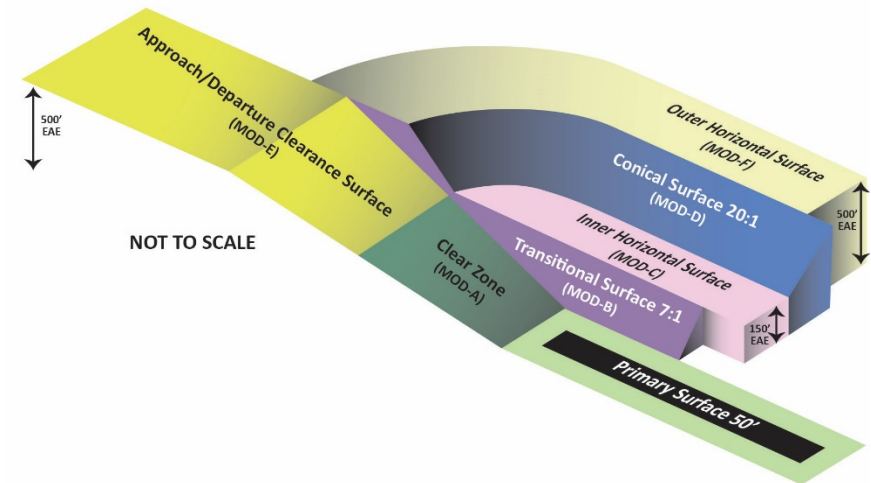 Approach/Departure Clearance Surface
(MOD-E)
500'
EAE
Outer Horizontal Surface
(MOD-F)
Conical Surface 20:1
(MOD-D)
500'
EAE
Inner Horizontal Surface
(MOD-C)
NOT TO SCALE
Clear Zone
(MOD-A)
Transitional Surface 7:1
(MOD-B)
150'
EAE
Primary Surface 50'